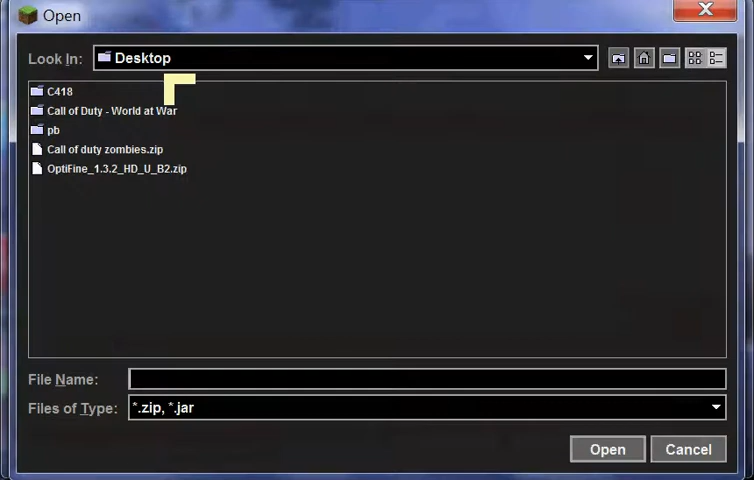 Open
Look In: Desktop
C418
Call of Duty - World at War
pb
Call of duty zombies.zip
OptiFine_1.3.2_HD_U_B2.zip
File Name:
Files of Type: *.zip, *.jar
Open Cancel